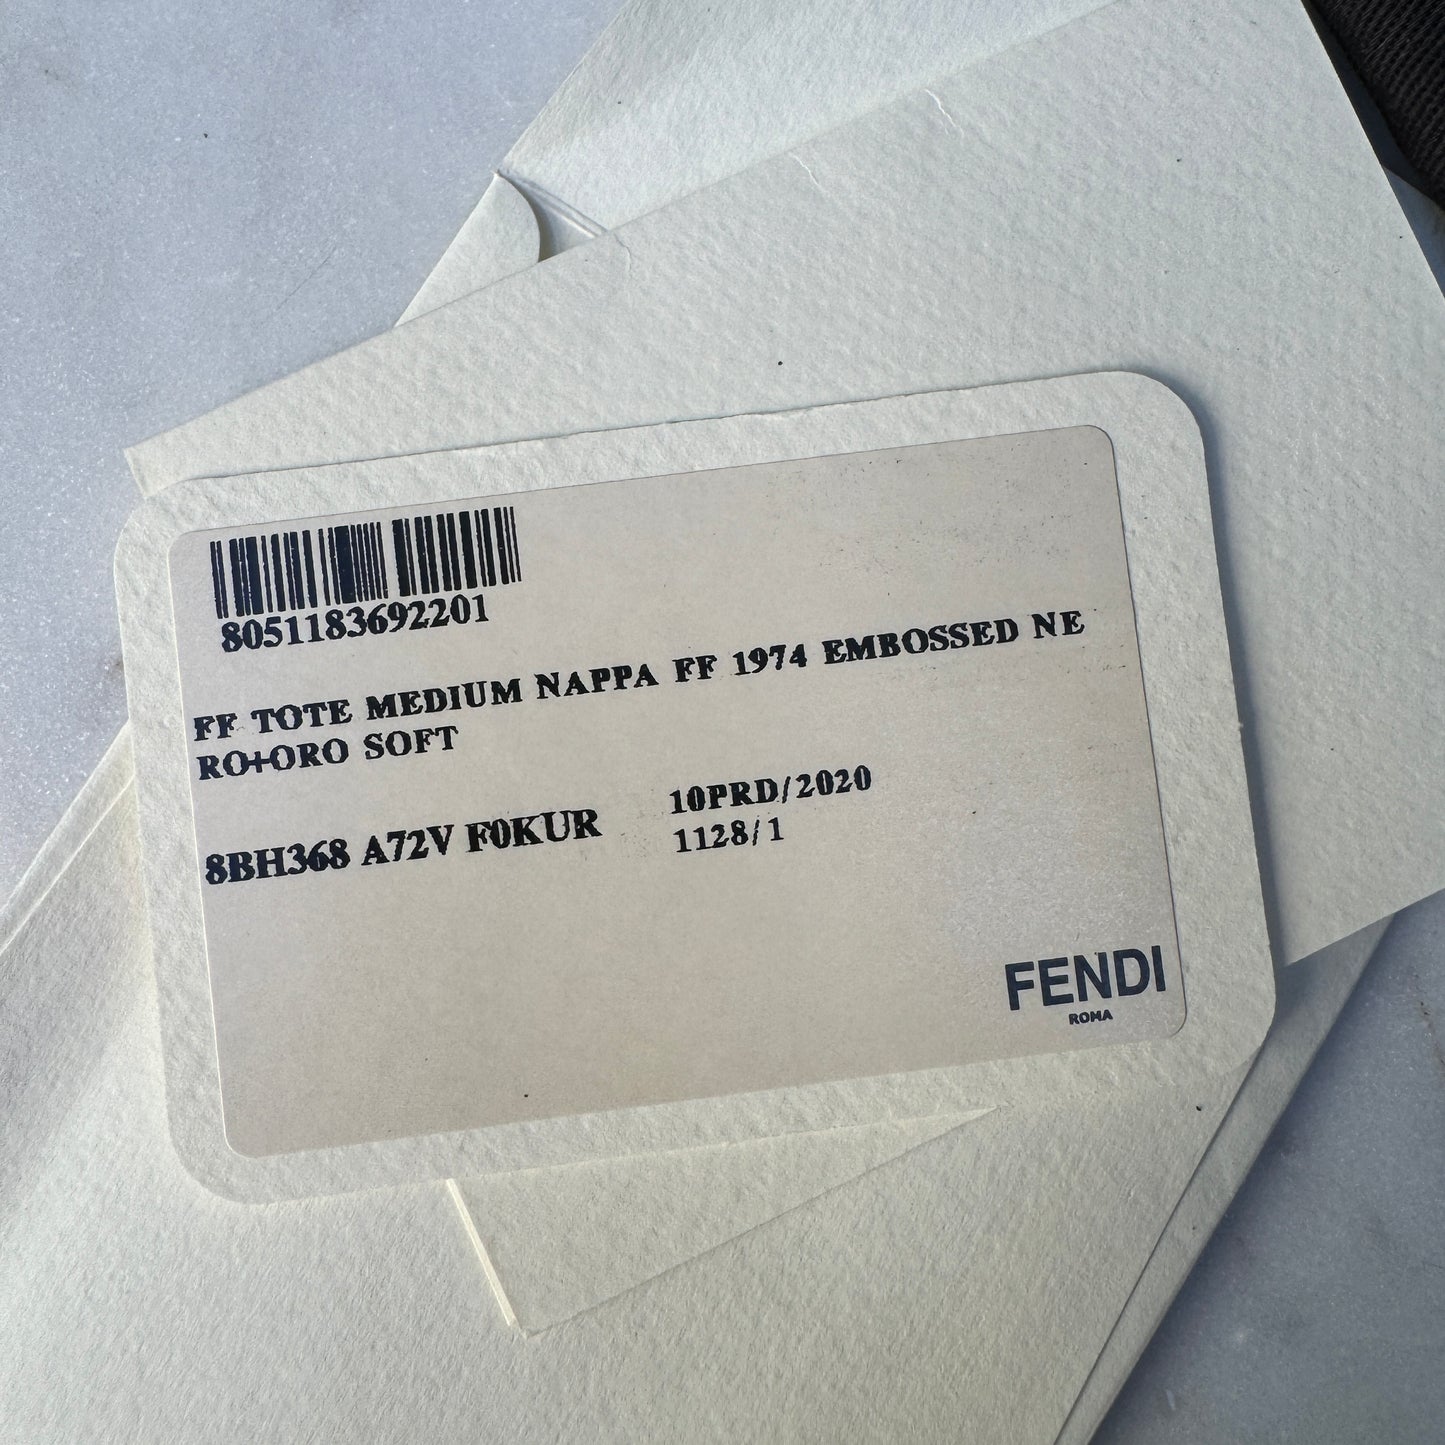 8051183692201
FF TOTE MEDIUM NAPPA FF 1974 EMBOSSED NE
RO+ORO SOFT
8BH368 A72V F0KUR
10PRD/2020
1128/1
FENDI
ROMA